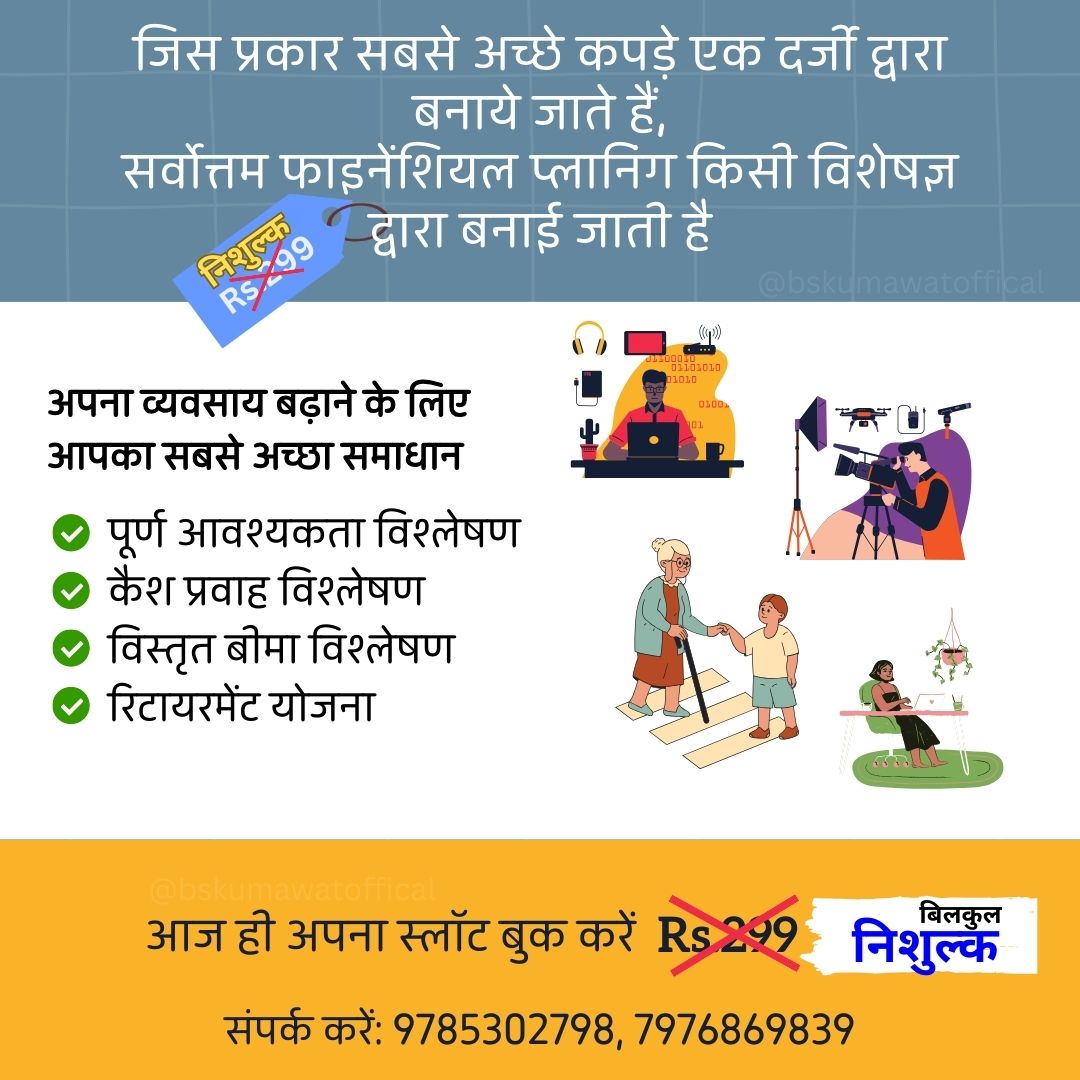 जिस प्रकार सबसे अच्छे कपड़े एक दर्जी द्वारा
बनाये जाते हैं,
सर्वोत्तम फाइनेंशियल प्लानिग किसी विशेषज्ञ
द्वारा बनाई जाती है
निशुल्क
Rs.299
@bskumawatoffical
अपना व्यवसाय बढ़ाने के लिए
आपका सबसे अच्छा समाधान
पूर्ण आवश्यकता विश्लेषण
कैश प्रवाह विश्लेषण
विस्तृत बीमा विश्लेषण
रिटायरमेंट योजना
@bskumawatoffical
आज ही अपना स्लॉट बुक करें Rs.299 बिलकुल
निशुल्क
संपर्क करें: 9785302798, 7976869839